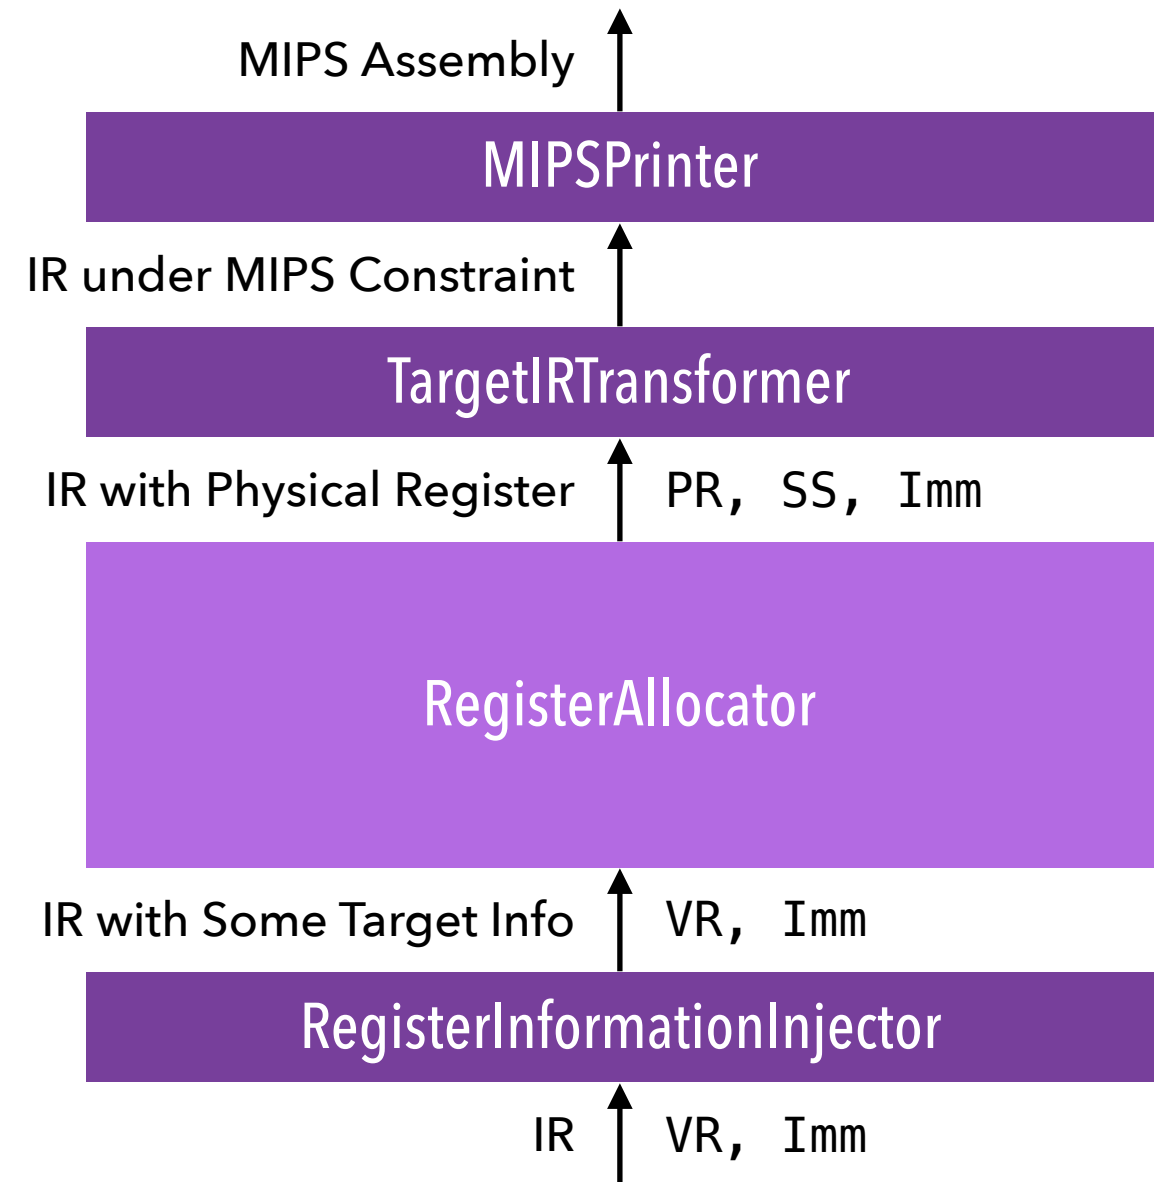 MIPS Assembly
MIPSPrinter
IR under MIPS Constraint
TargetIRTransformer
IR with Physical Register PR, SS, Imm
RegisterAllocator
IR with Some Target Info VR, Imm
RegisterInformationInjector
IR VR, Imm